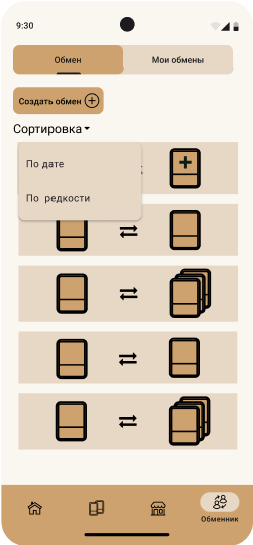 9:30
Обмен Мои обмены
Создать обмен
Сортировка
По дате
По редкости
Обменник